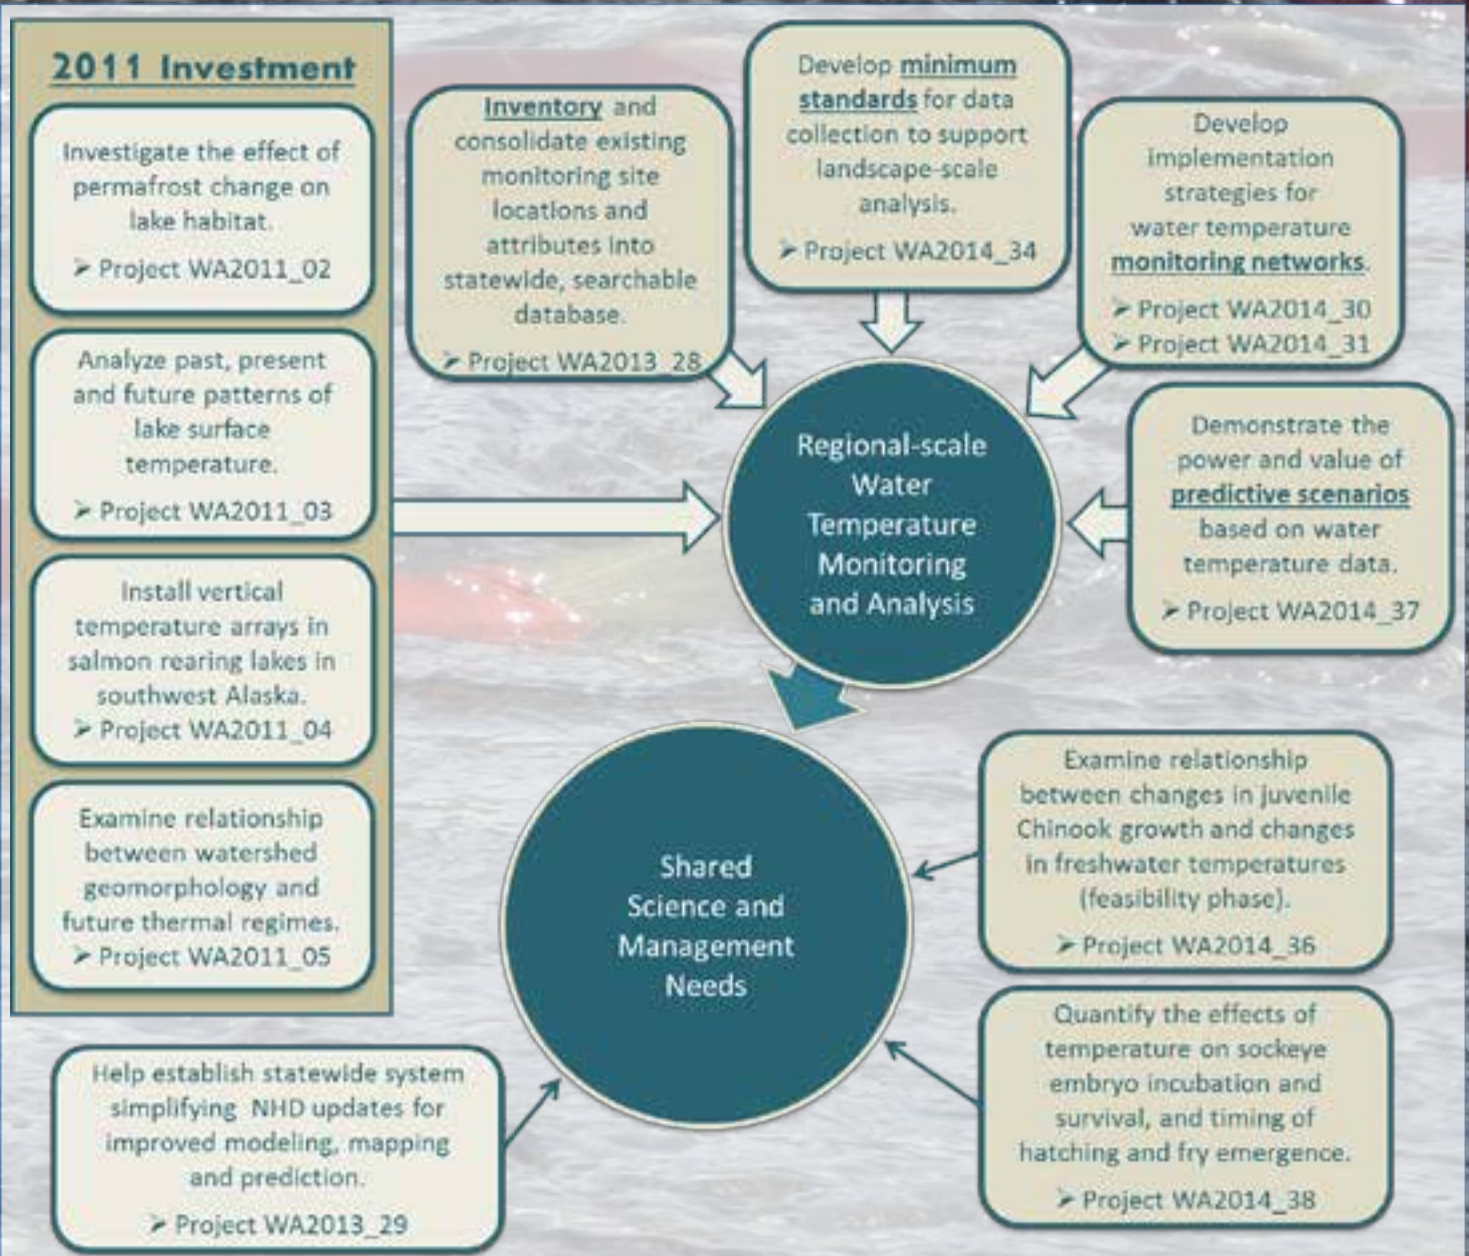 2011 Investment
Investigate the effect of
permafrost change on
lake habitat.
➢ Project WA2011_02
Analyze past, present
and future patterns of
lake surface
temperature.
➢ Project WA2011_03
Install vertical
temperature arrays in
salmon rearing lakes in
southwest Alaska.
➢ Project WA2011_04
Examine relationship
between watershed
geomorphology and
future thermal regimes.
➢ Project WA2011_05
Inventory and
consolidate existing
monitoring site
locations and
attributes into
statewide, searchable
database.
➢ Project WA2013_28
Develop minimum
standards for data
collection to support
landscape-scale
analysis.
➢ Project WA2014_34
Develop
implementation
strategies for
water temperature
monitoring networks.
➢ Project WA2014_30
➢ Project WA2014_31
Demonstrate the
power and value of
predictive scenarios
based on water
temperature data.
➢ Project WA2014_37
Regional-scale
Water
Temperature
Monitoring
and Analysis
Shared
Science and
Management
Needs
Examine relationship
between changes in juvenile
Chinook growth and changes
in freshwater temperatures
(feasibility phase).
➢ Project WA2014_36
Quantify the effects of
temperature on sockeye
embryo incubation and
survival, and timing of
hatching and fry emergence.
➢ Project WA2014_38
Help establish statewide system
simplifying NHD updates for
improved modeling, mapping
and prediction.
➢ Project WA2013_29